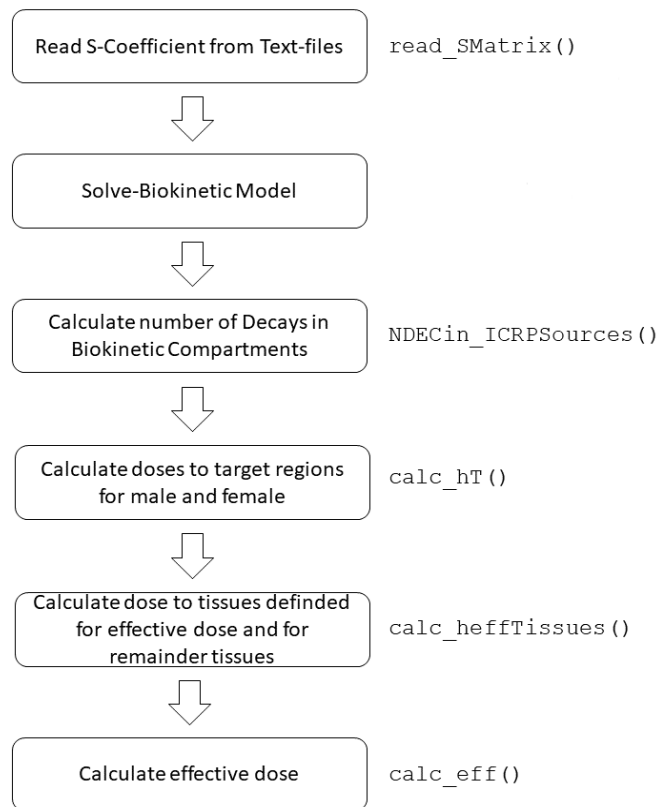 Read S-Coefficient from Text-files
read_SMatrix()
Solve-Biokinetic Model
Calculate number of Decays in
Biokinetic Compartments
NDECin_ICRPSources()
Calculate doses to target regions
for male and female
calc_hT()
Calculate dose to tissues definded
for effective dose and for
remainder tissues
calc_heffTissues()
Calculate effective dose
calc_eff()